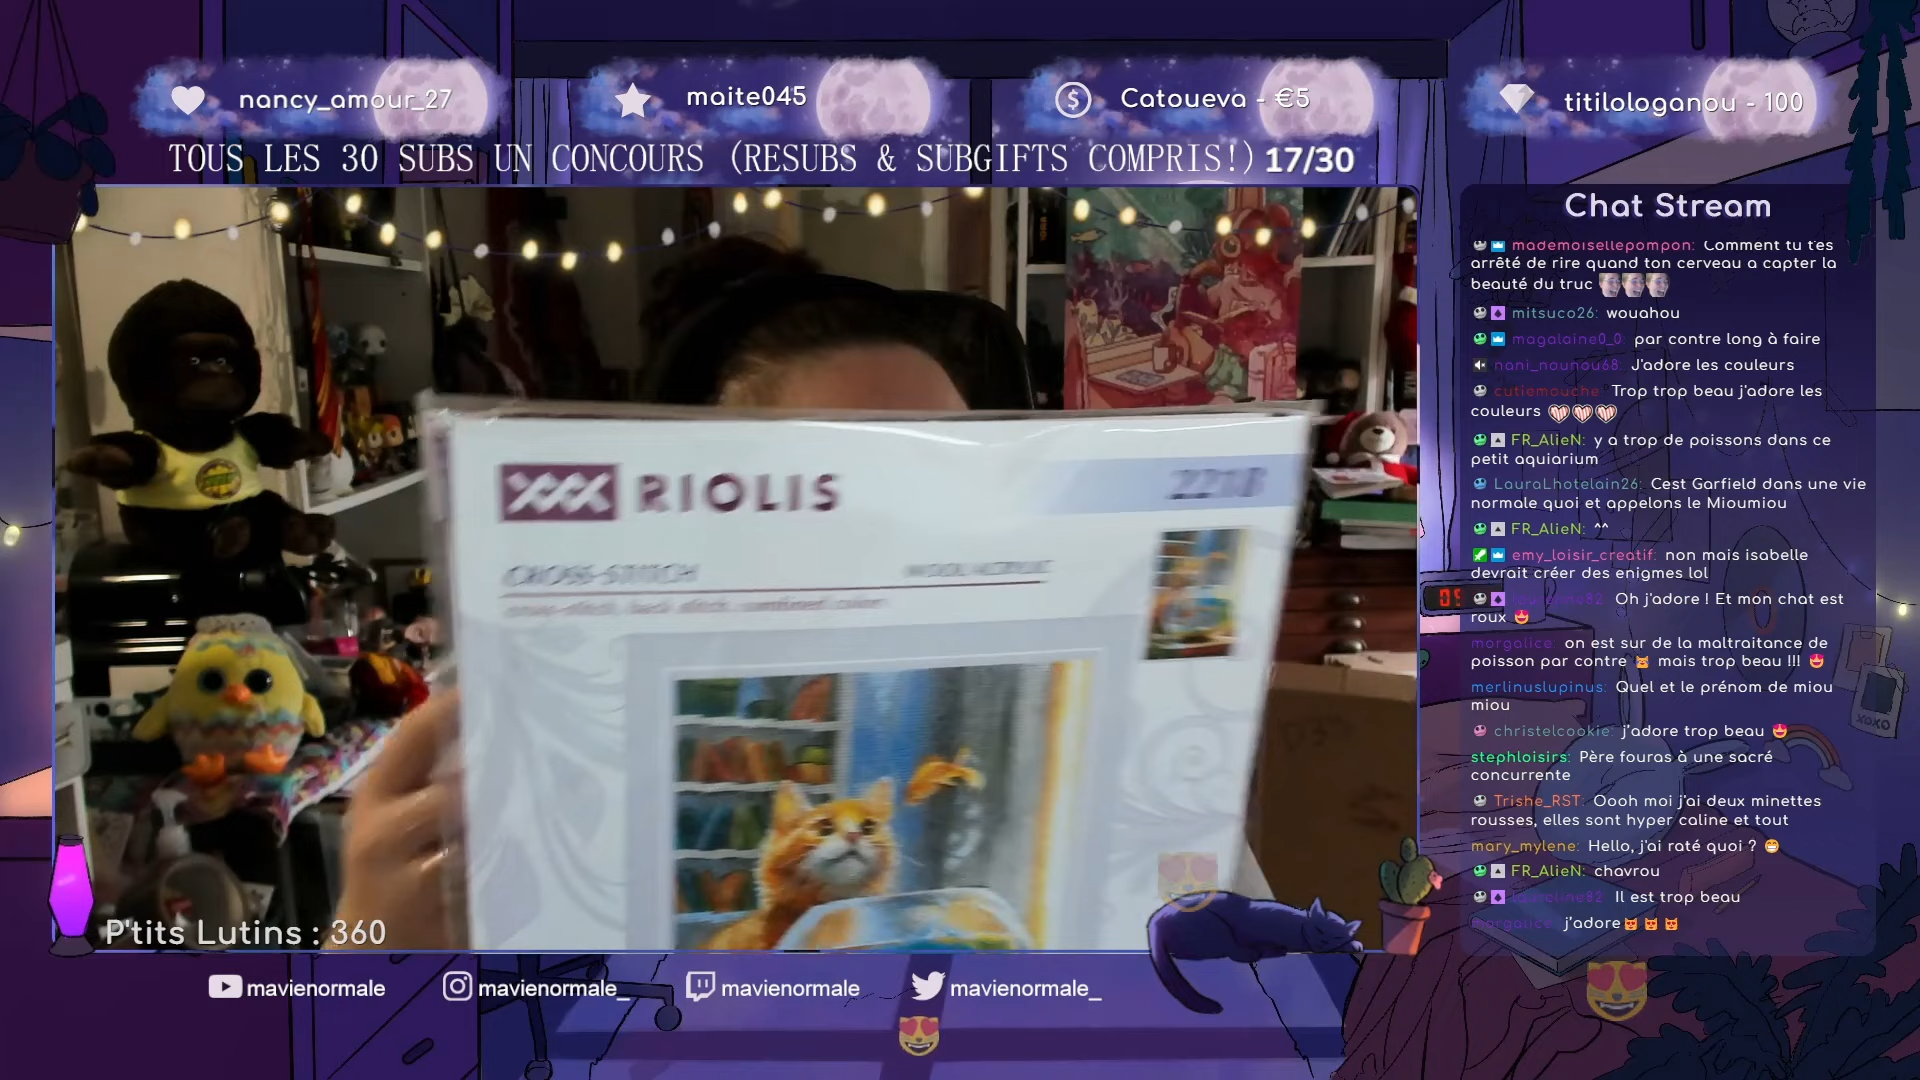 nancy_amour_27
maite045
Catoueva - €5
titilologanou - 100
TOUS LES 30 SUBS UN CONCOURS (RESUBS & SUBGIFTS COMPRIS!) 17/30
RIOLIS
CROSS-STITCH
P'tits Lutins : 360
mavienormale
mavienormale_
mavienormale
mavienormale_
Chat Stream
mademoisellepompon: Comment tu t'es
arrêté de rire quand ton cerveau a capter la
beauté du truc
mitsuco26: wouahou
magalaine0_0: par contre long à faire
nani_nounou68: J'adore les couleurs
cutiemouche: Trop trop beau j'adore les
couleurs
FR_AlieN: y a trop de poissons dans ce
petit aquiarium
LauraLhotelain26: Cest Garfield dans une vie
normale quoi et appelons le Mioumiou
FR_AlieN: ^^
emy_loisir_creatif: non mais isabelle
devrait créer des enigmes lol
Oh j'adore ! Et mon chat est
roux
morgalice: on est sur de la maltraitance de
poisson par contre mais trop beau !!!
merlinuslupinus: Quel et le prénom de miou
miou
christelcookie: j'adore trop beau
stephloisirs: Père fouras à une sacré
concurrente
Trishe_RST: Oooh moi j'ai deux minettes
rousses, elles sont hyper caline et tout
mary_mylene: Hello, j'ai raté quoi ?
FR_AlieN: chavrou
Il est trop beau
morgalice: j'adore
xoxo